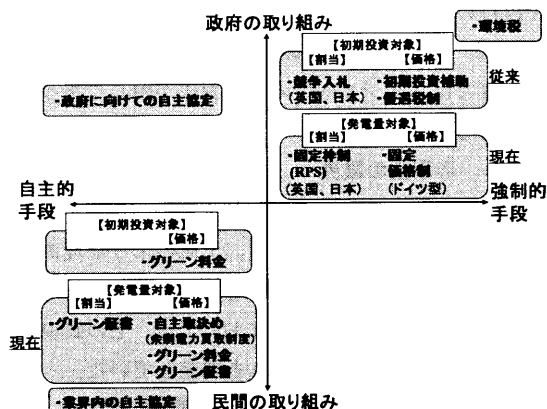 政府の取り組み
・環境税
【初期投資対象】
【割当】 【価格】
・競争入札 ・初期投資補助
(英国、日本) ・優遇税制
従来
・政府に向けての自主協定
【発電量対象】
【割当】 【価格】
・固定枠制 ・固定
(RPS) 価格制
(英国、日本) (ドイツ型)
現在
自主的
手段
強制的
手段
【初期投資対象】
【価格】
・グリーン料金
【発電量対象】
【割当】 【価格】
・グリーン証書 ・自主取決め
(余剰電力買取制度)
・グリーン料金
・グリーン証書
現在
・業界内の自主協定
民間の取り組み